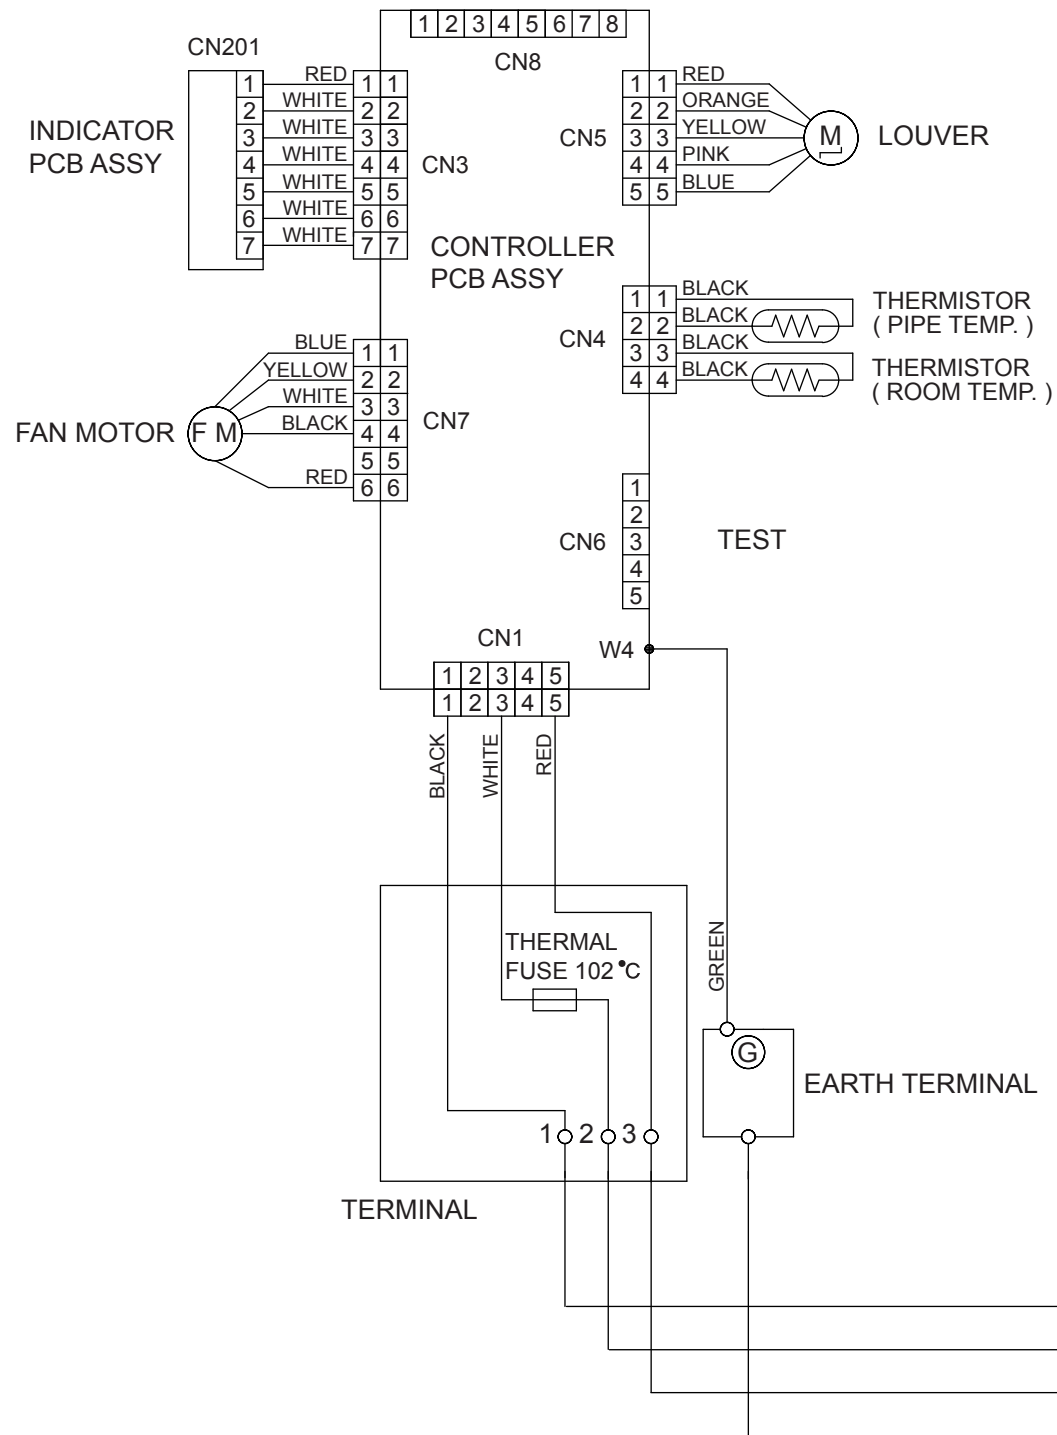 1 2 3 4 5 6 7 8
CN8
CN201
INDICATOR
PCB ASSY
1 RED 1 1
2 WHITE 2 2
3 WHITE 3 3
4 WHITE 4 4
5 WHITE 5 5
6 WHITE 6 6
7 WHITE 7 7
CN3
CONTROLLER
PCB ASSY
CN5
1 1 RED
2 2 ORANGE
3 3 YELLOW
4 4 PINK
5 5 BLUE
M
LOUVER
CN4
1 1 BLACK
2 2 BLACK
3 3 BLACK
4 4 BLACK
THERMISTOR
( PIPE TEMP. )
THERMISTOR
( ROOM TEMP. )
FAN MOTOR
F M
BLUE 1 1
YELLOW 2 2
WHITE 3 3
BLACK 4 4
5 5
RED 6 6
CN7
CN6
1
2
3
4
5
TEST
W4
CN1
1 2 3 4 5
1 2 3 4 5
BLACK
WHITE
RED
GREEN
THERMAL
FUSE 102 °C
G
EARTH TERMINAL
1 2 3
TERMINAL